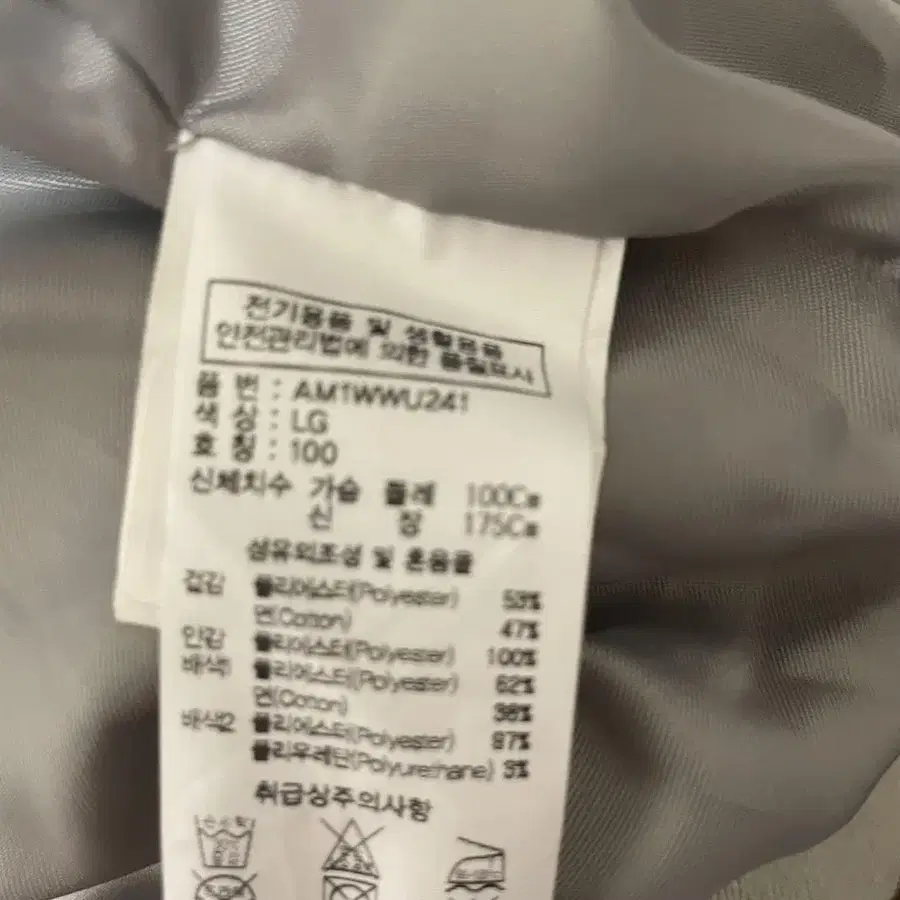 전기용품 및 생활용품
안전관리법에 의한 품질표시
품 번 : AM1WWU241
색 상 : LG
호 칭 : 100
신체치수 가슴 둘레 100Cm
신 장 175Cm
섬유의조성 및 혼용율
겉감 폴리에스터(Polyester) 53%
면(Cotton) 47%
안감 폴리에스터(Polyester) 100%
배색1 폴리에스터(Polyester) 62%
면(Cotton) 38%
배색2 폴리에스터(Polyester)
폴리우레탄(Polyurethane)
취급상주의사항